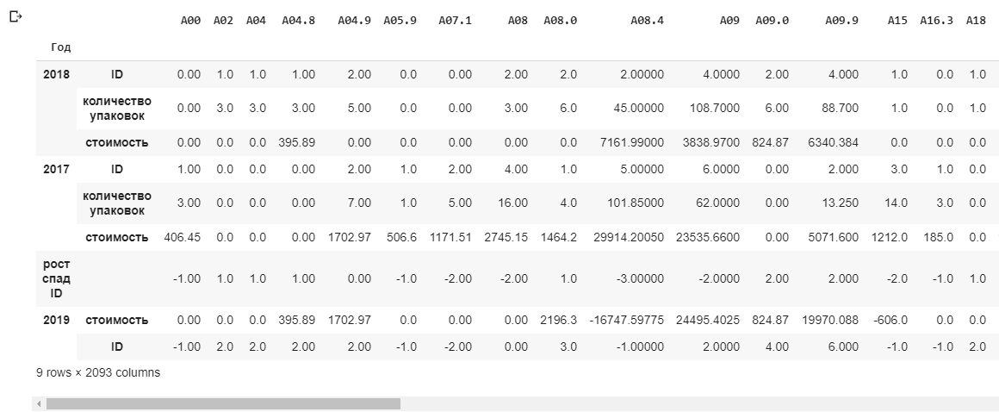 A00 A02 A04 A04.8 A04.9 A05.9 A07.1 A08 A08.0 A08.4 A09 A09.0 A09.9 A15 A16.3 A18
Год
2018 ID 0.00 1.0 1.0 1.00 2.00 0.0 0.00 2.00 2.0 2.00000 4.0000 2.00 4.000 1.0 0.0 1.0
количество
упаковок 0.00 3.0 3.0 3.00 5.00 0.0 0.00 3.00 6.0 45.00000 108.7000 6.00 88.700 1.0 0.0 1.0
стоимость 0.00 0.0 0.0 395.89 0.00 0.0 0.00 0.00 0.0 7161.99000 3838.9700 824.87 6340.384 0.0 0.0 0.0
2017 ID 1.00 0.0 0.0 0.00 2.00 1.0 2.00 4.00 1.0 5.00000 6.0000 0.00 2.000 3.0 1.0 0.0
количество
упаковок 3.00 0.0 0.0 0.00 7.00 1.0 5.00 16.00 4.0 101.85000 62.0000 0.00 13.250 14.0 3.0 0.0
стоимость 406.45 0.0 0.0 0.00 1702.97 506.6 1171.51 2745.15 1464.2 29914.20050 23535.6600 0.00 5071.600 1212.0 185.0 0.0
рост
спад
ID -1.00 1.0 1.0 1.00 0.00 -1.0 -2.00 -2.00 1.0 -3.00000 -2.0000 2.00 2.000 -2.0 -1.0 1.0
2019 стоимость 0.00 0.0 0.0 395.89 1702.97 0.0 0.00 0.00 2196.3 -16747.59775 24495.4025 824.87 19970.088 -606.0 0.0 0.0
ID -1.00 2.0 2.0 2.00 2.00 -1.0 -2.00 0.00 3.0 -1.00000 2.0000 4.00 6.000 -1.0 -1.0 2.0
9 rows × 2093 columns